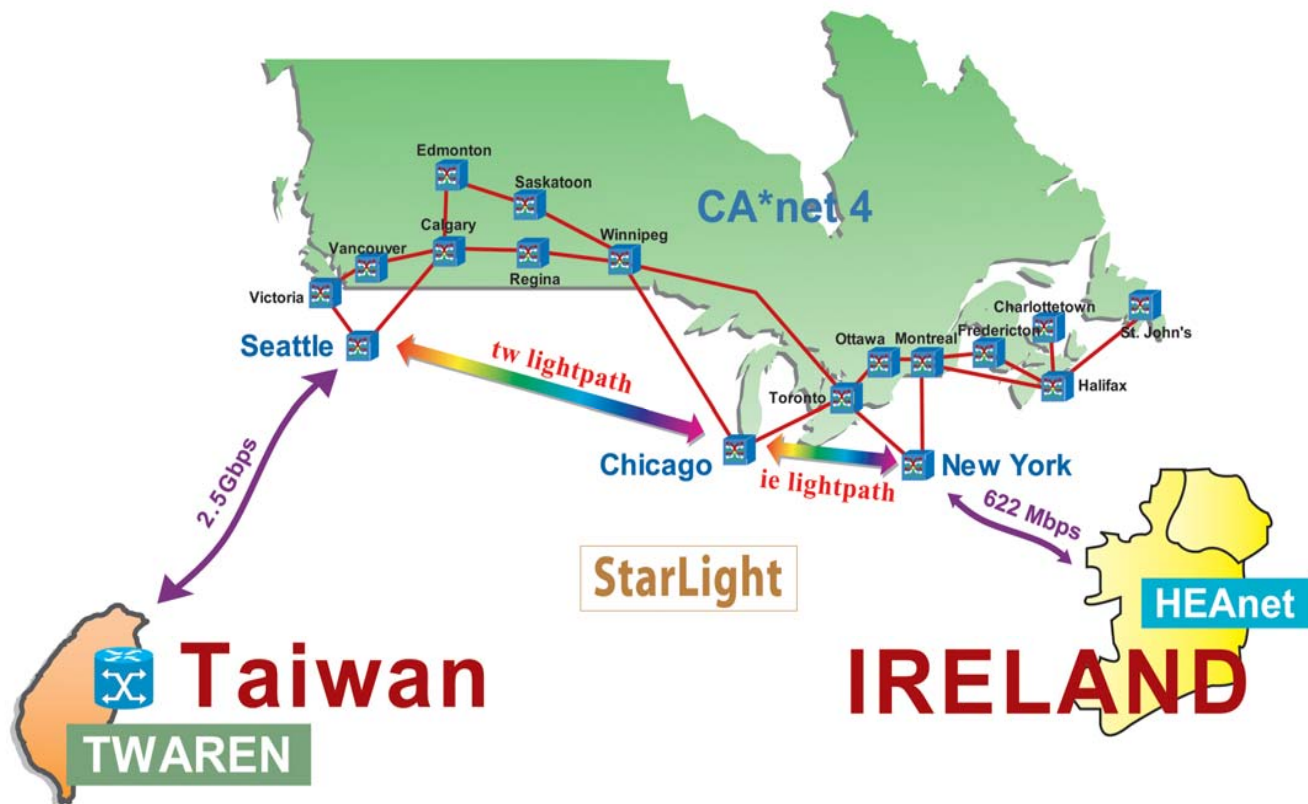 Edmonton
Saskatoon
CA*net 4
Calgary
Winnipeg
Vancouver
Regina
Victoria
Charlottetown
St. John's
Fredericton
Ottawa
Montreal
Seattle
tw lightpath
Halifax
Toronto
Chicago
New York
ie lightpath
2.5Gbps
622 Mbps
StarLight
HEAnet
Taiwan
IRELAND
TWAREN